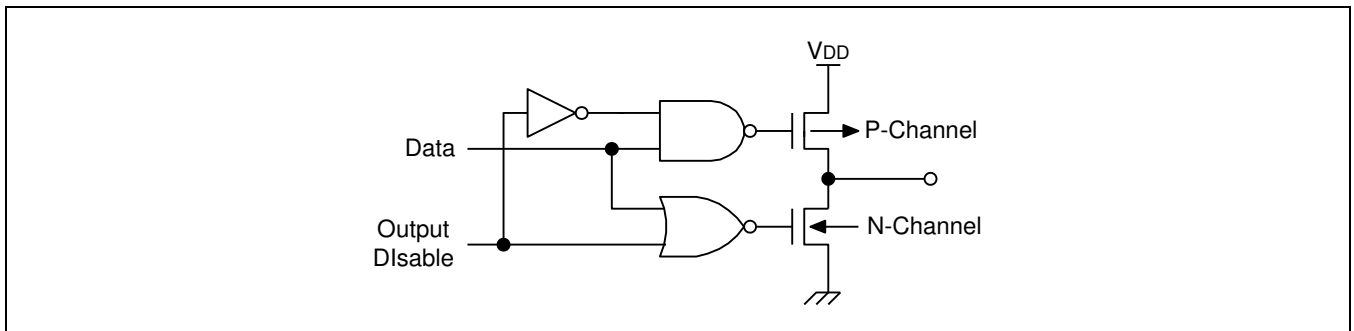 VDD
P-Channel
Data
N-Channel
Output
DIsable